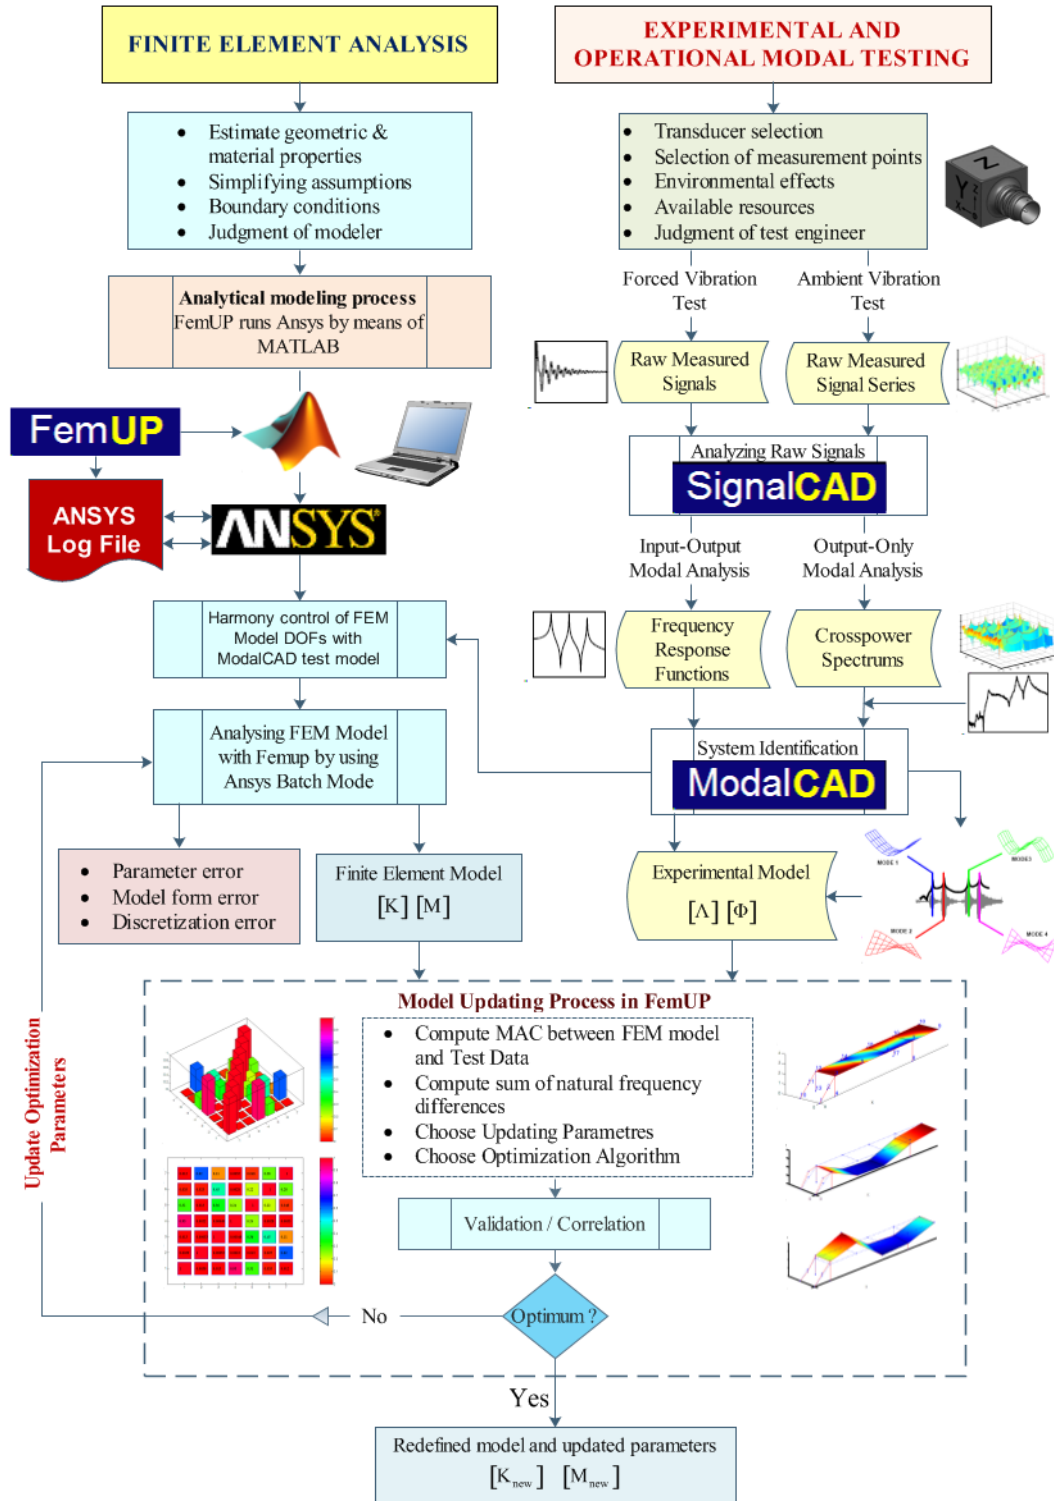 FINITE ELEMENT ANALYSIS
EXPERIMENTAL AND
OPERATIONAL MODAL TESTING
• Estimate geometric &
material properties
• Simplifying assumptions
• Boundary conditions
• Judgment of modeler
• Transducer selection
• Selection of measurement points
• Environmental effects
• Available resources
• Judgment of test engineer
Z
Y
Analytical modeling process
FemUP runs Ansys by means of
MATLAB
Forced Vibration
Test
Ambient Vibration
Test
Raw Measured
Signals
Raw Measured
Signal Series
FemUP
Analyzing Raw Signals
SignalCAD
ANSYS
Log File
ANSYS®
Input-Output
Modal Analysis
Output-Only
Modal Analysis
Harmony control of FEM
Model DOFs with
ModalCAD test model
Frequency
Response
Functions
Crosspower
Spectrums
Analysing FEM Model
with Femup by using
Ansys Batch Mode
System Identification
ModalCAD
• Parameter error
• Model form error
• Discretization error
Finite Element Model
[K] [M]
Experimental Model
[Λ] [Φ]
MODE 1
MODE3
MODE 2
MODE 4
Model Updating Process in FemUP
• Compute MAC between FEM model
and Test Data
• Compute sum of natural frequency
differences
• Choose Updating Parametres
• Choose Optimization Algorithm
Update Optimization
Parameters
Validation / Correlation
Optimum ?
No
Yes
Redefined model and updated parameters
[Knew] [Mnew]